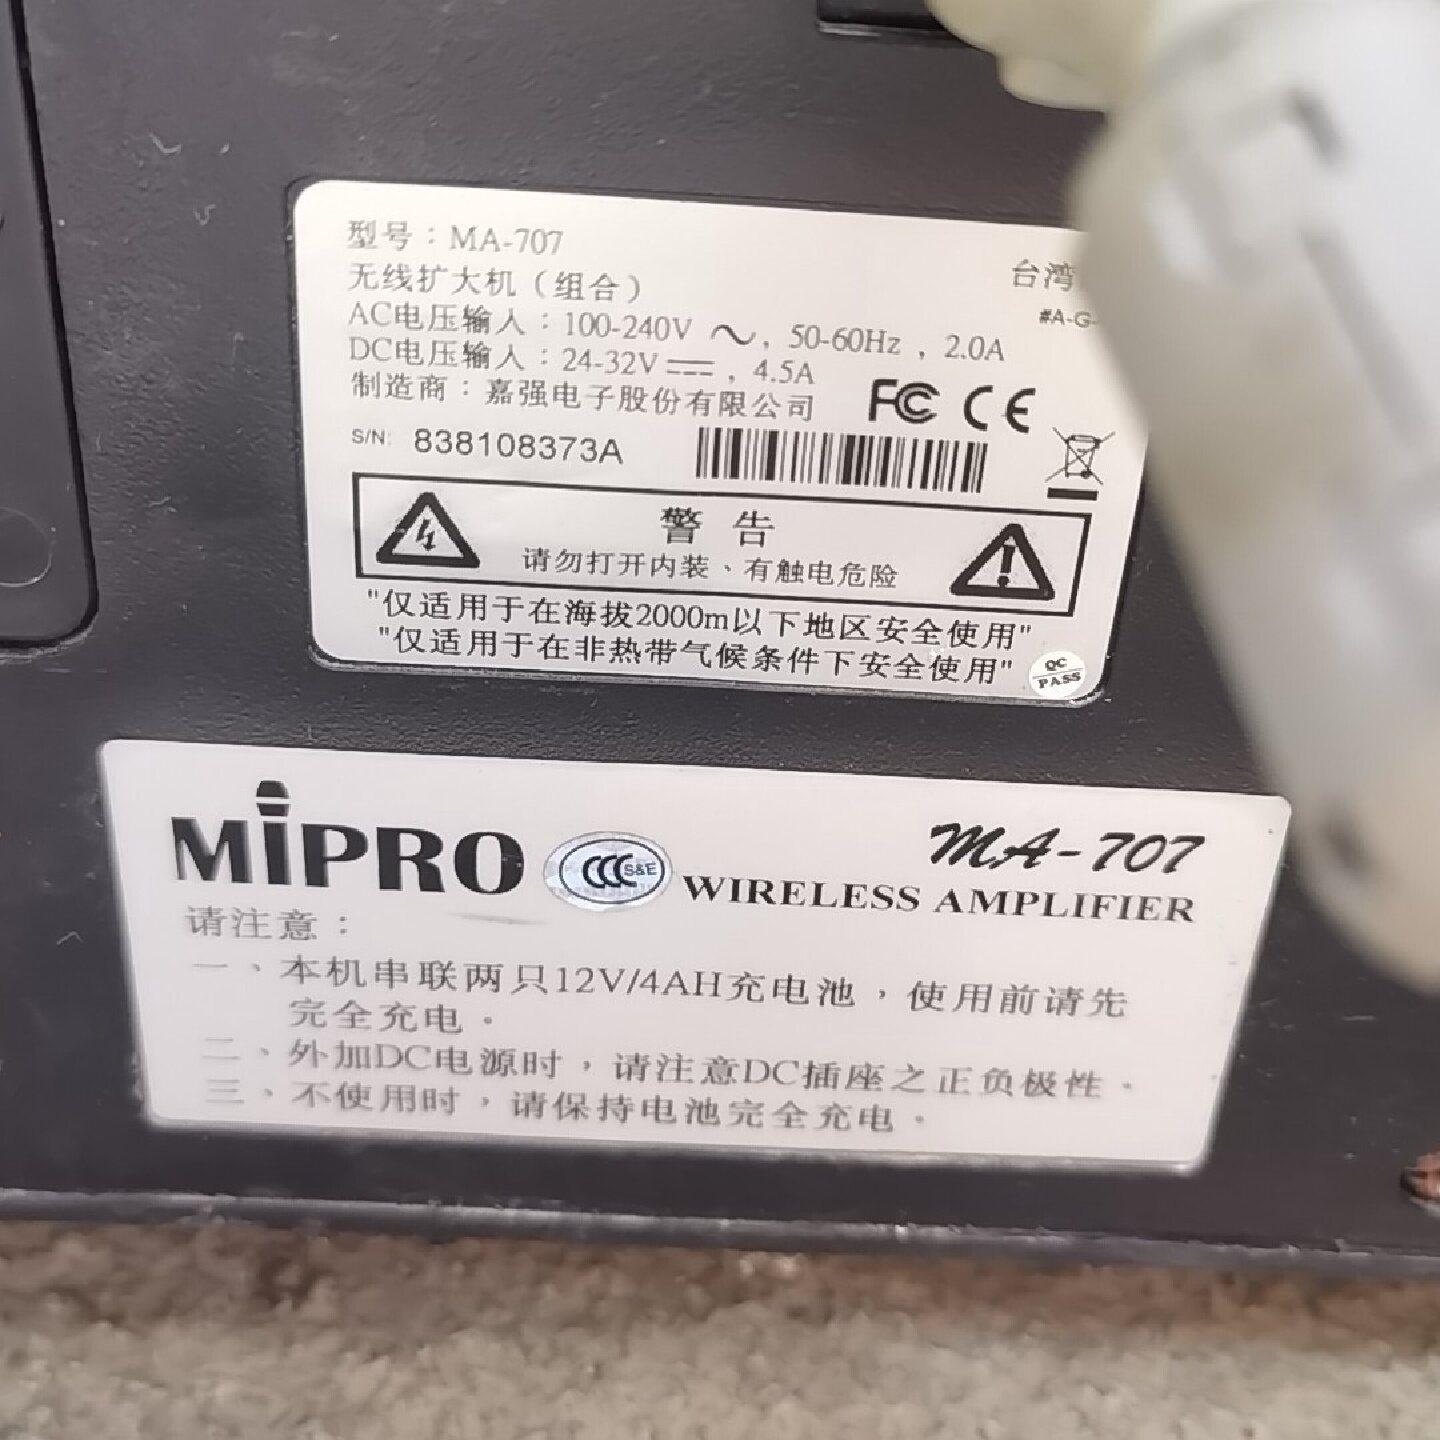 型号：MA-707
台湾
无线扩大机（组合）
#A-G-
AC电压输入：100-240V ～, 50-60Hz , 2.0A
DC电压输入：24-32V ⎓ , 4.5A
制造商：嘉强电子股份有限公司
FC CE
S/N: 838108373A
警 告
请勿打开内装、有触电危险
"仅适用于在海拔2000m以下地区安全使用"
"仅适用于在非热带气候条件下安全使用"
QC
PASS
MIPRO
CCC S&E
MA-707
WIRELESS AMPLIFIER
请注意：
一、本机串联两只12V/4AH充电池，使用前请先
完全充电。
二、外加DC电源时，请注意DC插座之正负极性。
三、不使用时，请保持电池完全充电。